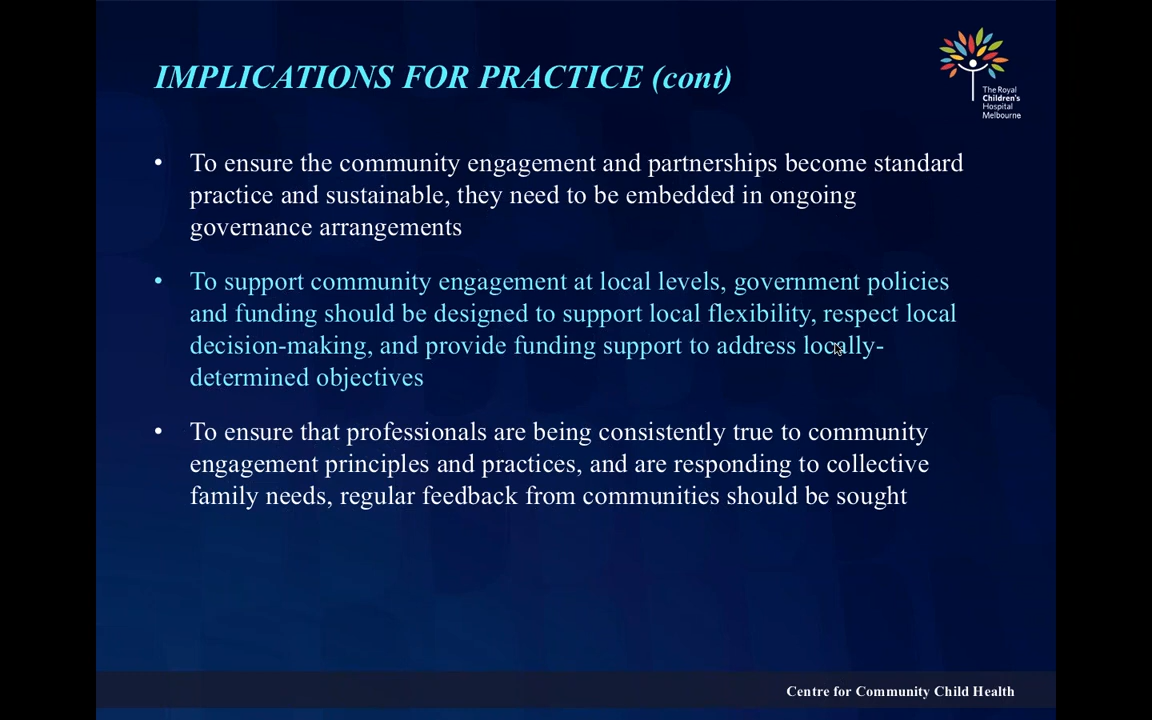 IMPLICATIONS FOR PRACTICE (cont)
The Royal
Children's
Hospital
Melbourne
• To ensure the community engagement and partnerships become standard
practice and sustainable, they need to be embedded in ongoing
governance arrangements
• To support community engagement at local levels, government policies
and funding should be designed to support local flexibility, respect local
decision-making, and provide funding support to address locally-
determined objectives
• To ensure that professionals are being consistently true to community
engagement principles and practices, and are responding to collective
family needs, regular feedback from communities should be sought
Centre for Community Child Health